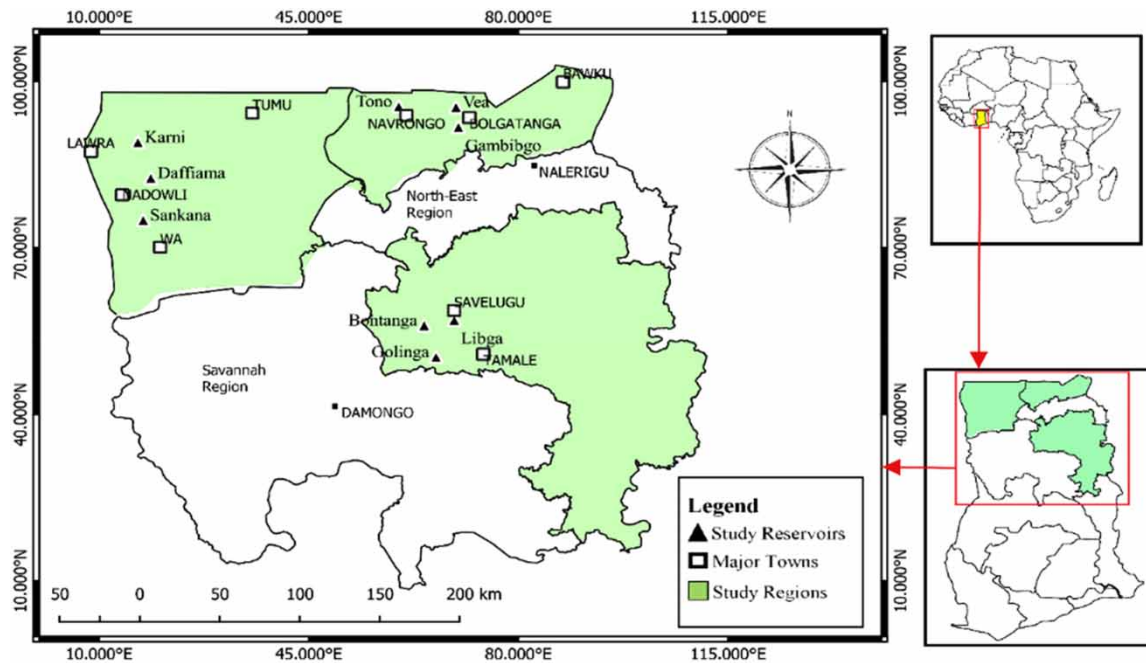 10.000°E 45.000°E 80.000°E 115.000°E
100.000°N
70.000°N
40.000°N
10.000°N
100.000°N
70.000°N
40.000°N
10.000°N
BAWKU
TUMU
Tono
Vea
NAVRONGO
BOLGATANGA
LAWRA
Karni
Gambibgo
N
Daffiama
NALERIGU
NADOWLI
North-East
Region
Sankana
WA
SAVELUGU
Bontanga
Libga
Golinga
TAMALE
Savannah
Region
DAMONGO
Legend
Study Reservoirs
Major Towns
Study Regions
50 0 50 100 150 200 km
10.000°E 45.000°E 80.000°E 115.000°E